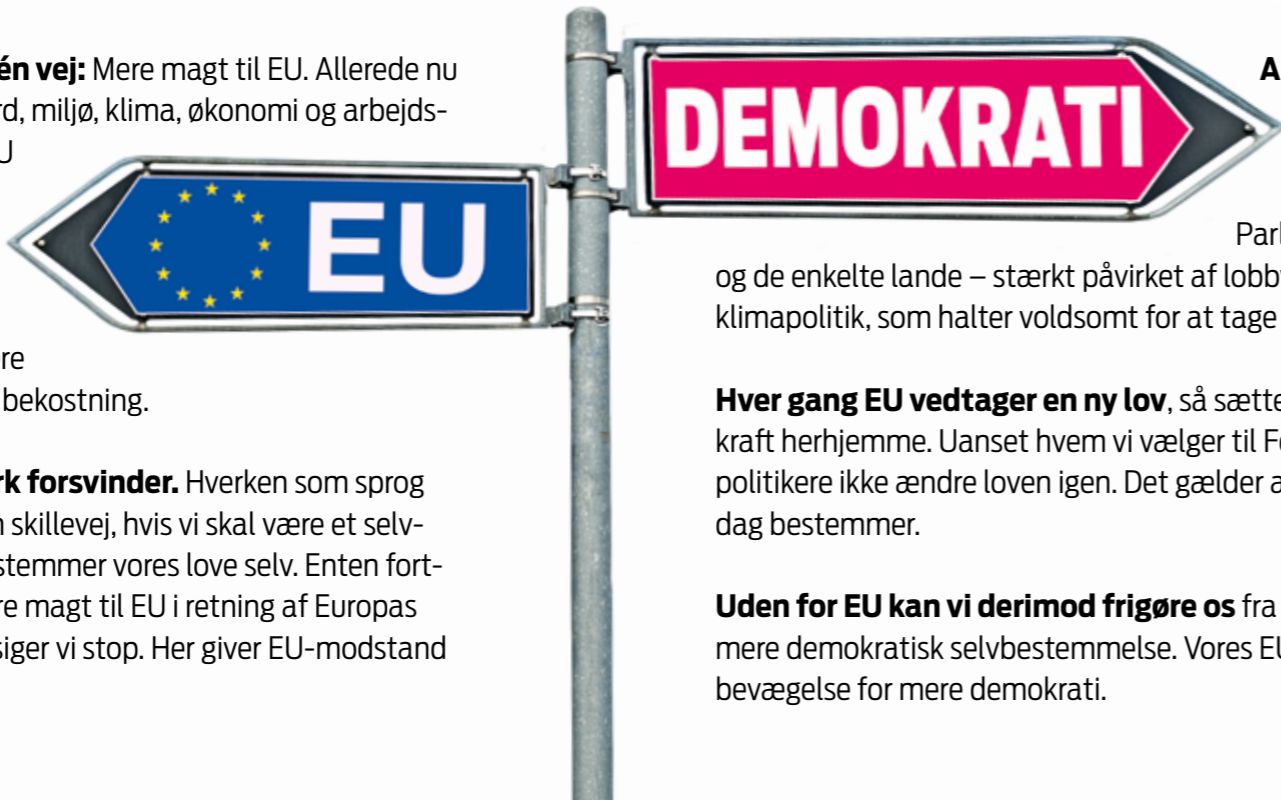 én vej: Mere magt til EU. Allerede nu
rd, miljø, klima, økonomi og arbejds-
U
EU
re
bekostning.
rk forsvinder. Hverken som sprog
n skillevej, hvis vi skal være et selv-
stemmer vores love selv. Enten fort-
re magt til EU i retning af Europas
siger vi stop. Her giver EU-modstand
DEMOKRATI
A
Parl
og de enkelte lande – stærkt påvirket af lobby
klimapolitik, som halter voldsomt for at tage
Hver gang EU vedtager en ny lov, så sætte
kraft herhjemme. Uanset hvem vi vælger til Fo
politikere ikke ændre loven igen. Det gælder a
dag bestemmer.
Uden for EU kan vi derimod frigøre os fra
mere demokratisk selvbestemmelse. Vores EU
bevægelse for mere demokrati.